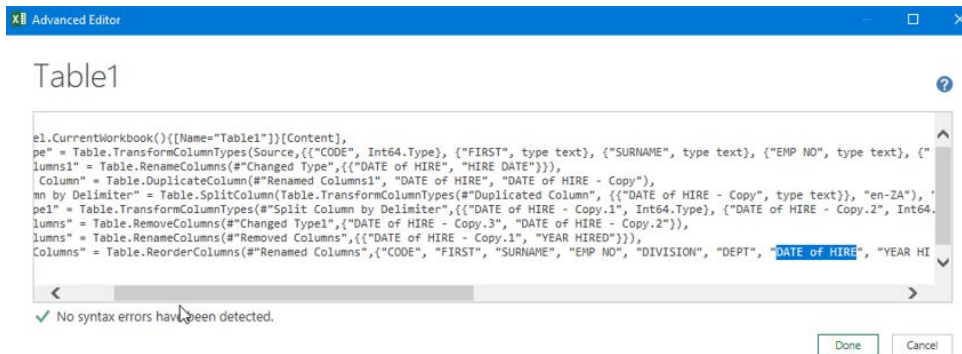 Advanced Editor
Table1
el.CurrentWorkbook(){[Name="Table1"]}[Content],
pe" = Table.TransformColumnTypes(Source,{{"CODE", Int64.Type}, {"FIRST", type text}, {"SURNAME", type text}, {"EMP NO", type text}, {"
lumns1" = Table.RenameColumns(#"Changed Type",{{"DATE of HIRE", "HIRE DATE"}}),
 Column" = Table.DuplicateColumn(#"Renamed Columns1", "DATE of HIRE", "DATE of HIRE - Copy"),
mn by Delimiter" = Table.SplitColumn(Table.TransformColumnTypes(#"Duplicated Column", {{"DATE of HIRE - Copy", type text}}, "en-ZA"), '
pe1" = Table.TransformColumnTypes(#"Split Column by Delimiter",{{"DATE of HIRE - Copy.1", Int64.Type}, {"DATE of HIRE - Copy.2", Int64.
lumns" = Table.RemoveColumns(#"Changed Type1",{"DATE of HIRE - Copy.3", "DATE of HIRE - Copy.2"}),
lumns" = Table.RenameColumns(#"Removed Columns",{{"DATE of HIRE - Copy.1", "YEAR HIRED"}}),
Columns" = Table.ReorderColumns(#"Renamed Columns",{"CODE", "FIRST", "SURNAME", "EMP NO", "DIVISION", "DEPT", "DATE of HIRE", "YEAR HI
No syntax errors have been detected.
Done Cancel